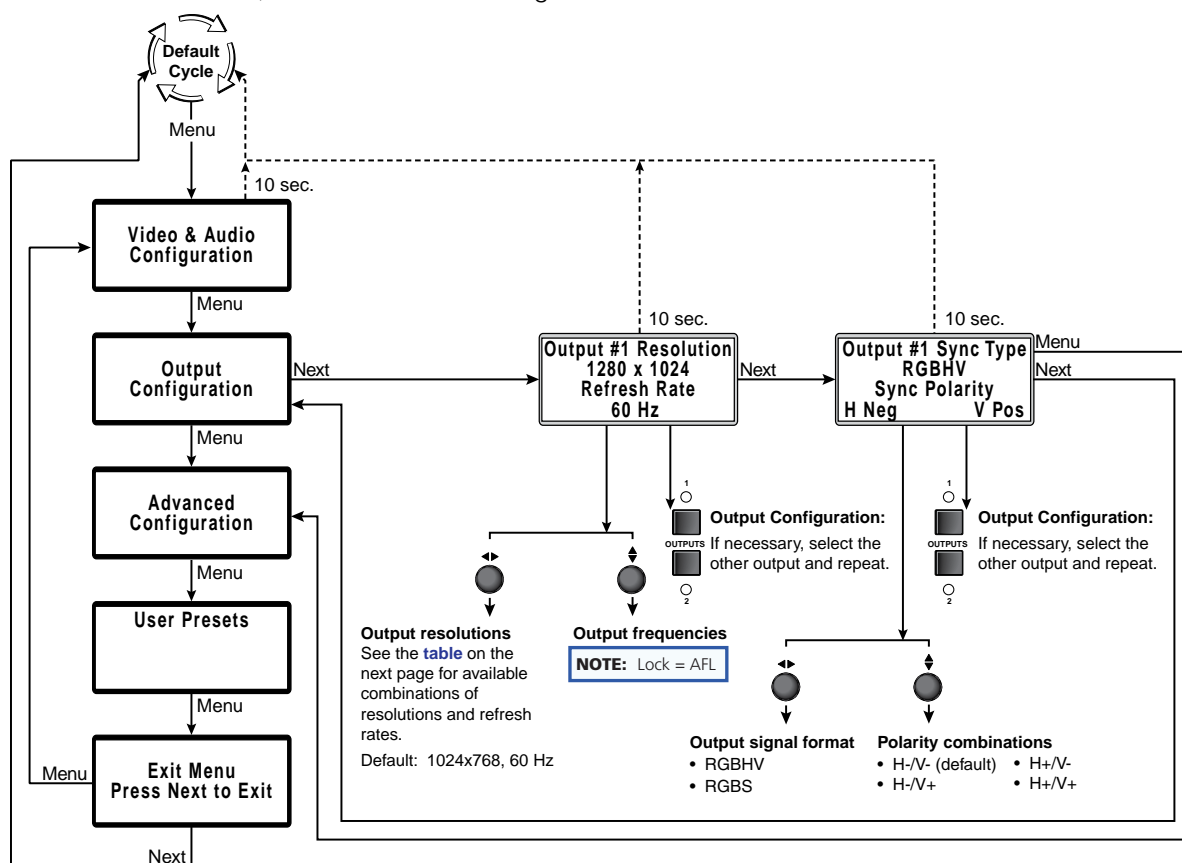 Default
Cycle
Menu
10 sec.
Video & Audio
Configuration
Menu
Output
Configuration
Next
Menu
Advanced
Configuration
Menu
User Presets
Menu
Exit Menu
Press Next to Exit
Menu
Next
10 sec.
Output #1 Resolution
1280 x 1024
Refresh Rate
60 Hz
Next
10 sec.
Output #1 Sync Type
RGBHV
Sync Polarity
H Neg V Pos
Menu
Next
1
OUTPUTS
2
Output Configuration:
If necessary, select the
other output and repeat.
1
OUTPUTS
2
Output Configuration:
If necessary, select the
other output and repeat.
Output resolutions
See the table on the
next page for available
combinations of
resolutions and refresh
rates.
Default: 1024x768, 60 Hz
Output frequencies
NOTE: Lock = AFL
Output signal format
• RGBHV
• RGBS
Polarity combinations
• H-/V- (default) • H+/V-
• H-/V+ • H+/V+